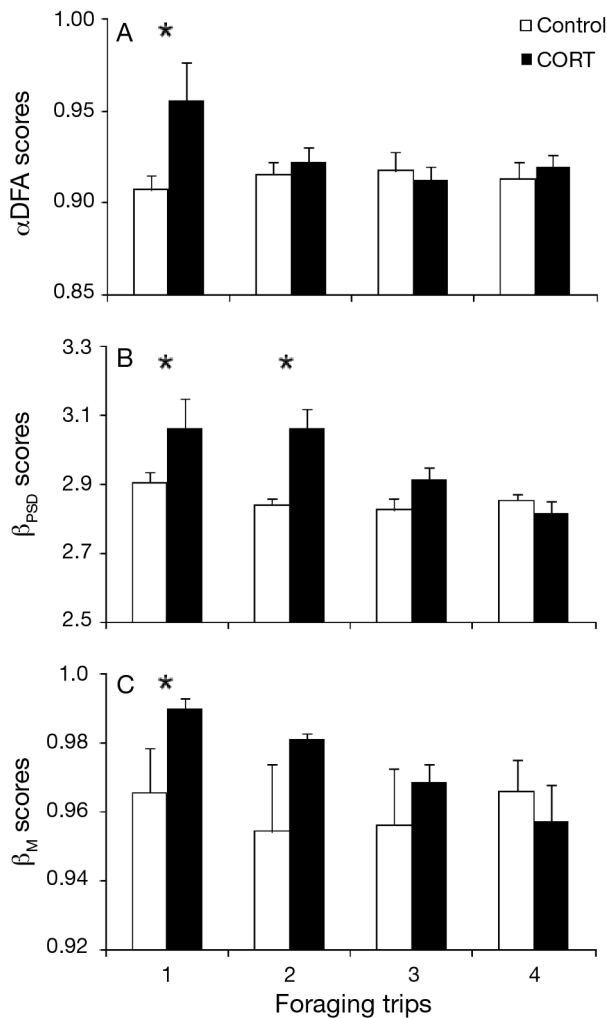 1.00
A
*
Control
CORT
0.95
0.90
0.85
αDFA scores
3.3
B
*
*
3.1
2.9
2.7
2.5
βPSD scores
1.0
C
*
0.98
0.96
0.94
0.92
βM scores
1 2 3 4
Foraging trips